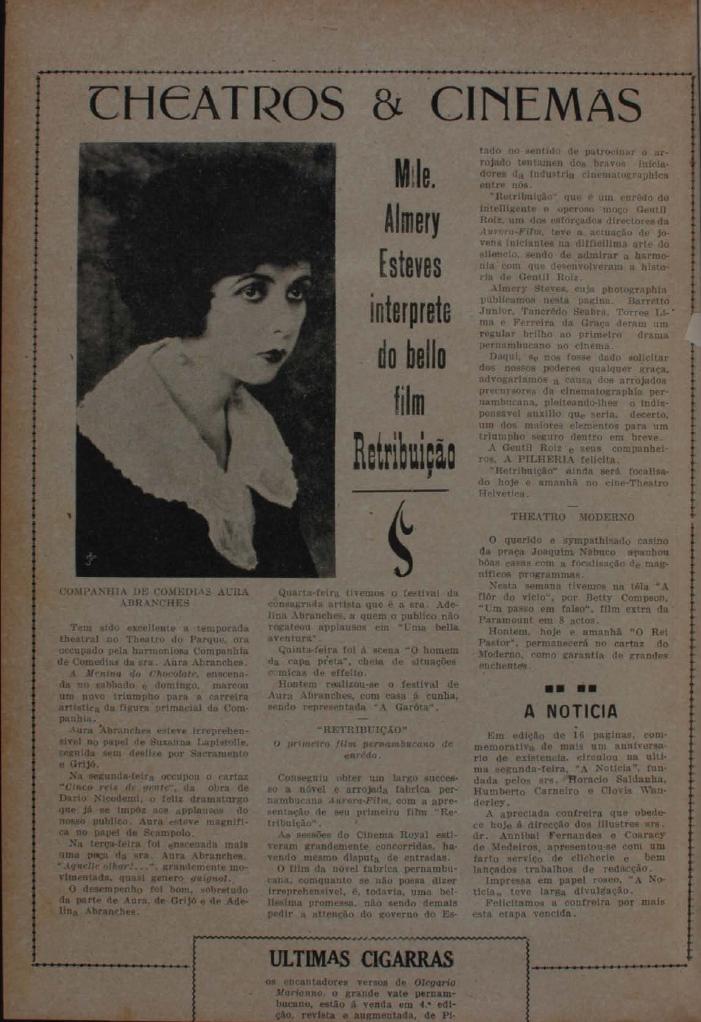 THEATROS & CINEMAS
Mlle.
Almery
Esteves
interprete
do bello
film
Retribuição
COMPANHIA DE COMEDIAS AURA
ABRANCHES
Tem sido excellente a temporada
theatral no Theatro do Parque, ora
occupado pela harmoniosa Companhia
de Comedias da sra. Aura Abranches.
A Menina do Chocolate, enscena-
da no sabbado e domingo, marcou
um novo triumpho para a carreira
artistica da figura primacial da Com-
panhia.
Aura Abranches esteve irreprehen-
sivel no papel de Suzanna Lapistolle,
seguida sem deslize por Sacramento
e Grijó.
Na segunda-feira occupou o cartaz
"Cinco reis de gente", da obra de
Dario Nicodemi, o feliz dramaturgo
que já se impôz aos applausos do
nosso publico. Aura esteve magnifi-
ca no papel de Scampolo.
Na terça-feira foi enscenada mais
uma peça da sra. Aura Abranches.
"Aquelle olhar!...", grandemente mo-
vimentada, quasi genero guignol.
O desempenho foi bom, sobretudo
da parte de Aura, de Grijó e de Ade-
lina Abranches.
Quarta-feira tivemos o festival da
consagrada artista que é a sra. Ade-
lina Abranches, a quem o publico não
regateou applausos em "Uma bella
aventura".
Quinta-feira foi á scena "O homem
da capa preta", cheia de situações
comicas de effeito.
Hontem realizou-se o festival de
Aura Abranches, com casa á cunha,
sendo representada "A Garôta".
"RETRIBUIÇÃO"
O primeiro film pernambucano de
enrêdo.
Conseguiu obter um largo succes-
so a nóvel e arrojada fabrica per-
nambucana Aurora-Film, com a apre-
sentação de seu primeiro film "Re-
tribuição".
As sessões do Cinema Royal esti-
veram grandemente concorridas, ha-
vendo mesmo disputa de entradas.
O film da nóvel fabrica pernambu-
cana, comquanto se não possa dizer
irreprehensivel, é, todavia, uma bel-
lissima promessa, não sendo demais
pedir a attenção do governo do Es-
tado no sentido de patrocinar o ar-
rojado tentamen dos bravos inicia-
dores da industria cinematographica
entre nós.
"Retribuição" que é um enrêdo do
intelligente e operoso moço Gentil
Roiz, um dos esforçados directores da
Aurora-Film, teve a actuação de jo-
vens iniciantes na difficilima arte do
silencio, sendo de admirar a harmo-
nia com que desenvolveram a histo-
ria de Gentil Roiz.
Almery Steves, cuja photographia
publicamos nesta pagina, Barretto
Junior, Tancrêdo Seabra, Torres Li-
ma e Ferreira da Graça deram um
regular brilho ao primeiro drama
pernambucano no cinema.
Daqui, se nos fosse dado solicitar
dos nossos poderes qualquer graça,
advogariamos a causa dos arrojados
precursores da cinematographia per-
nambucana, pleiteando-lhes o indis-
pensavel auxilio que seria, decerto,
um dos maiores elementos para um
triumpho seguro dentro em breve.
A Gentil Roiz e seus companhei-
ros, A PILHERIA felicita.
"Retribuição" ainda será focalisa-
do hoje e amanhã no cine-Theatro
Helvetica.
THEATRO MODERNO
O querido e sympathisado casino
da praça Joaquim Nabuco apanhou
bôas casas com a focalisação de mag-
nificos programmas.
Nesta semana tivemos na téla "A
flôr do vicio", por Betty Compson,
"Um passo em falso", film extra da
Paramount em 8 actos.
Hontem, hoje e amanhã "O Rei
Pastor", permanecerá no cartaz do
Moderno, como garantia de grandes
enchentes.
A NOTICIA
Em edição de 16 paginas, com-
memorativa de mais um anniversa-
rio de existencia, circulou na ulti-
ma segunda-feira, "A Noticia", fun-
dada pelos srs. Horacio Saldanha,
Humberto Carneiro e Clovis Wan-
derley.
A apreciada confreira que obede-
ce hoje á direcção dos illustres srs.
dr. Annibal Fernandes e Coaracy
de Medeiros, apresentou-se com um
farto serviço de clicherie e bem
lançados trabalhos de redacção.
Impressa em papel roseo, "A No-
ticia" teve larga divulgação.
Felicitamos a confreira por mais
esta etapa vencida.
ULTIMAS CIGARRAS
os encantadores versos de Olegario
Marianno, o grande vate pernam-
bucano, estão á venda em 4.ª edi-
ção, revista e augmentada, de Pi-